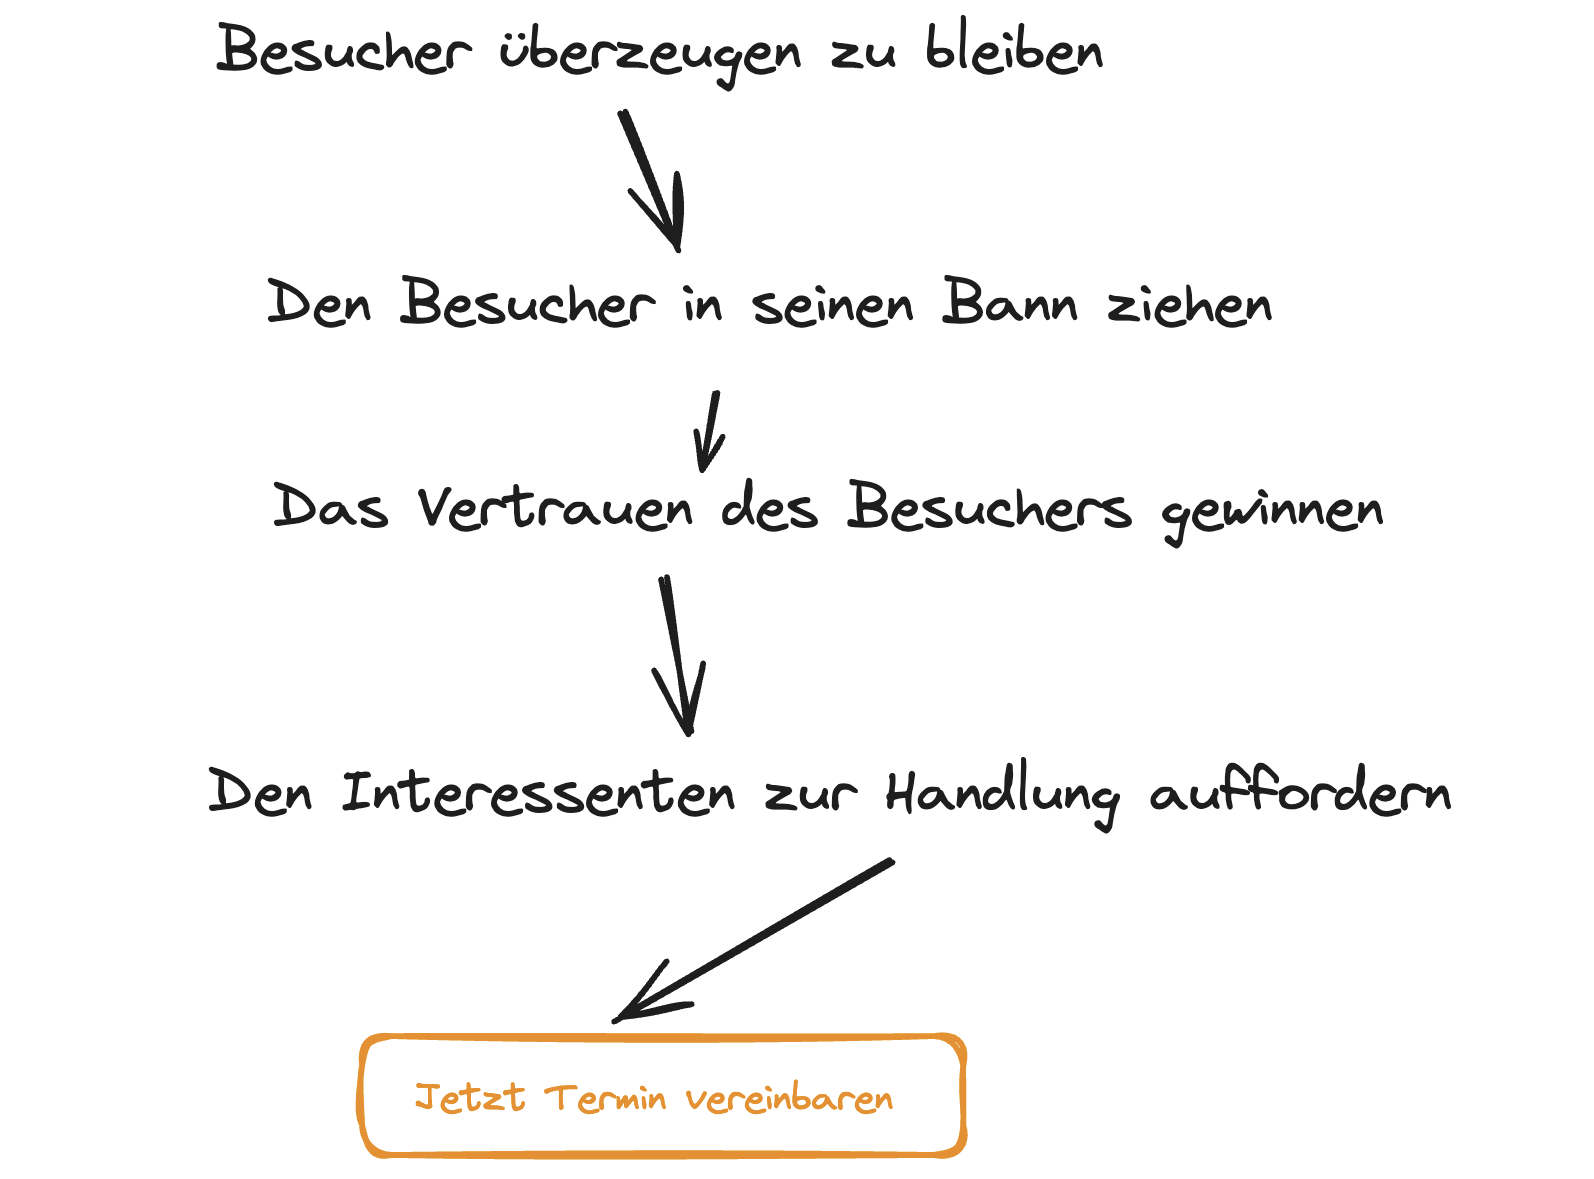 Besucher überzeugen zu bleiben
Den Besucher in seinen Bann ziehen
Das Vertrauen des Besuchers gewinnen
Den Interessenten zur Handlung auffordern
Jetzt Termin vereinbaren